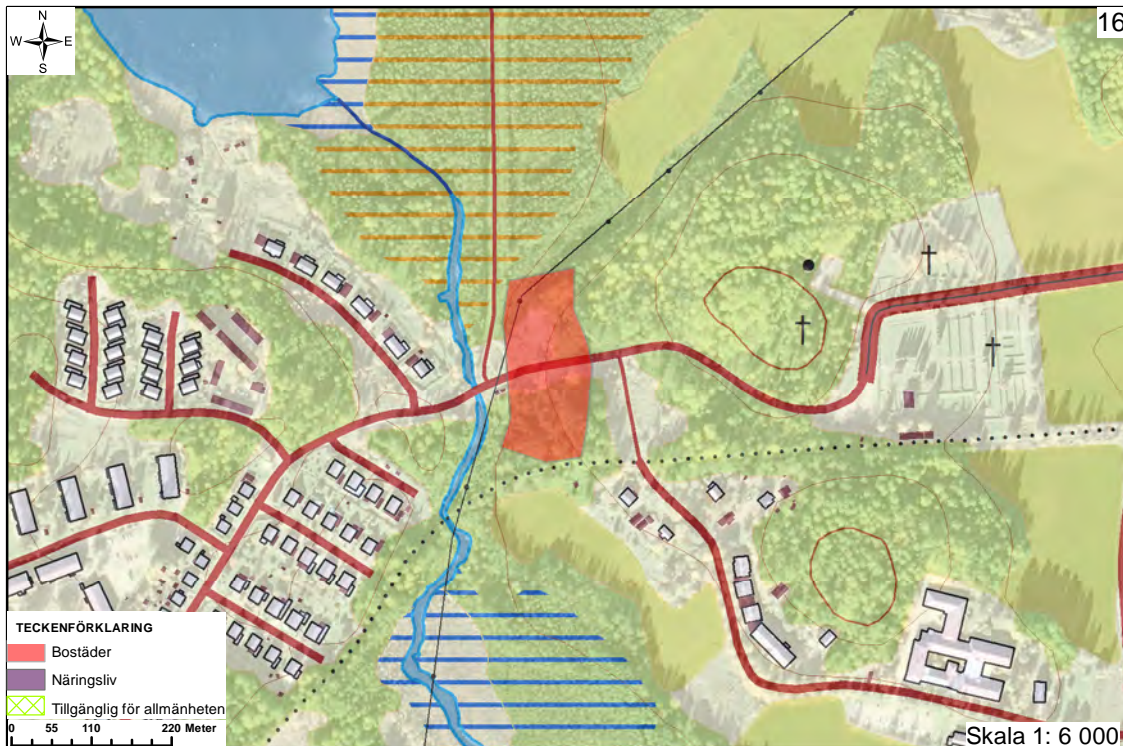 N
W E
S
16
TECKENFÖRKLARING
Bostäder
Näringsliv
Tillgänglig för allmänheten
0 55 110 220 Meter
Skala 1: 6 000